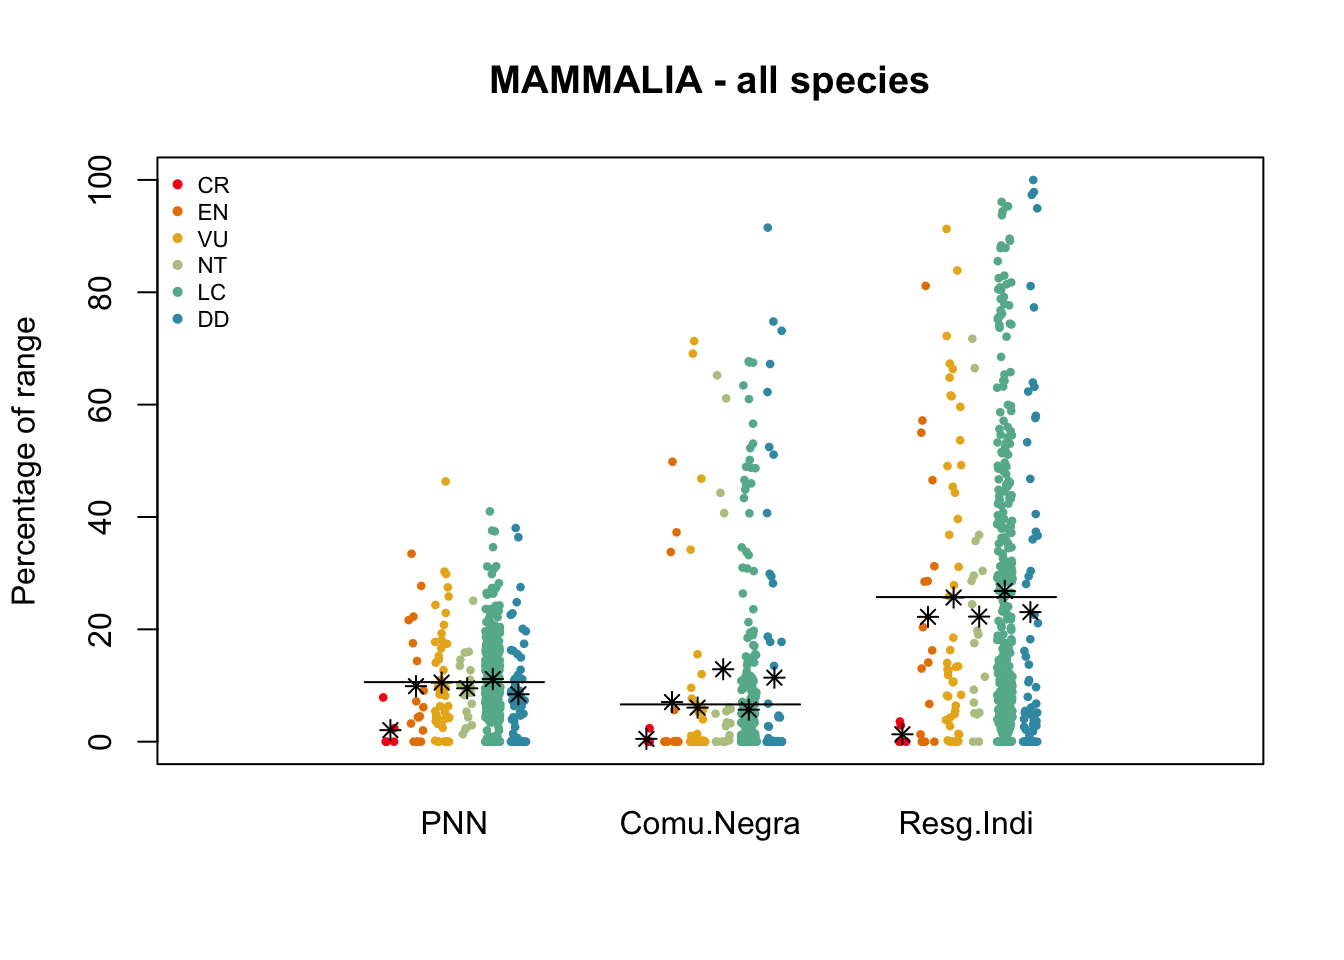 MAMMALIA - all species
Percentage of range
100
80
60
40
20
0
CR
EN
VU
NT
LC
DD
PNN
Comu.Negra
Resg.Indi